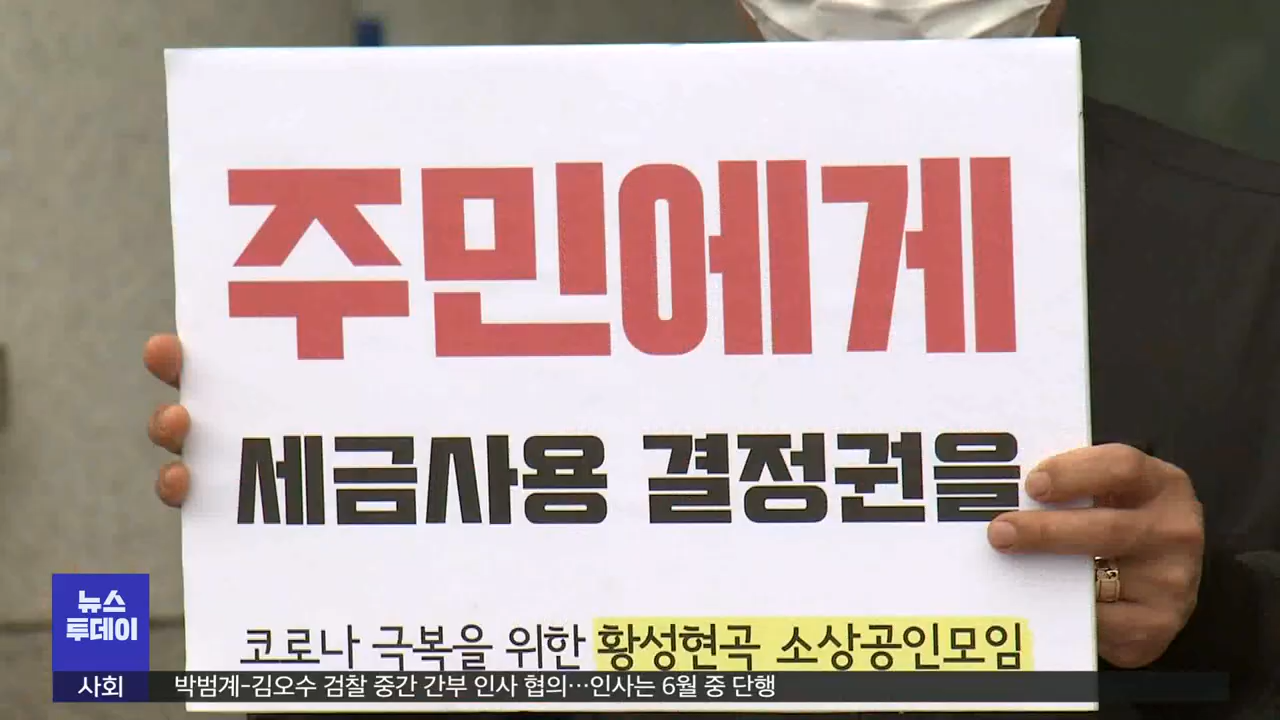 주민에게
세금사용 결정권을
코로나 극복을 위한 황성현곡 소상공인모임
뉴스
투데이
사회
박범계-김오수 검찰 중간 간부 인사 협의…인사는 6월 중 단행